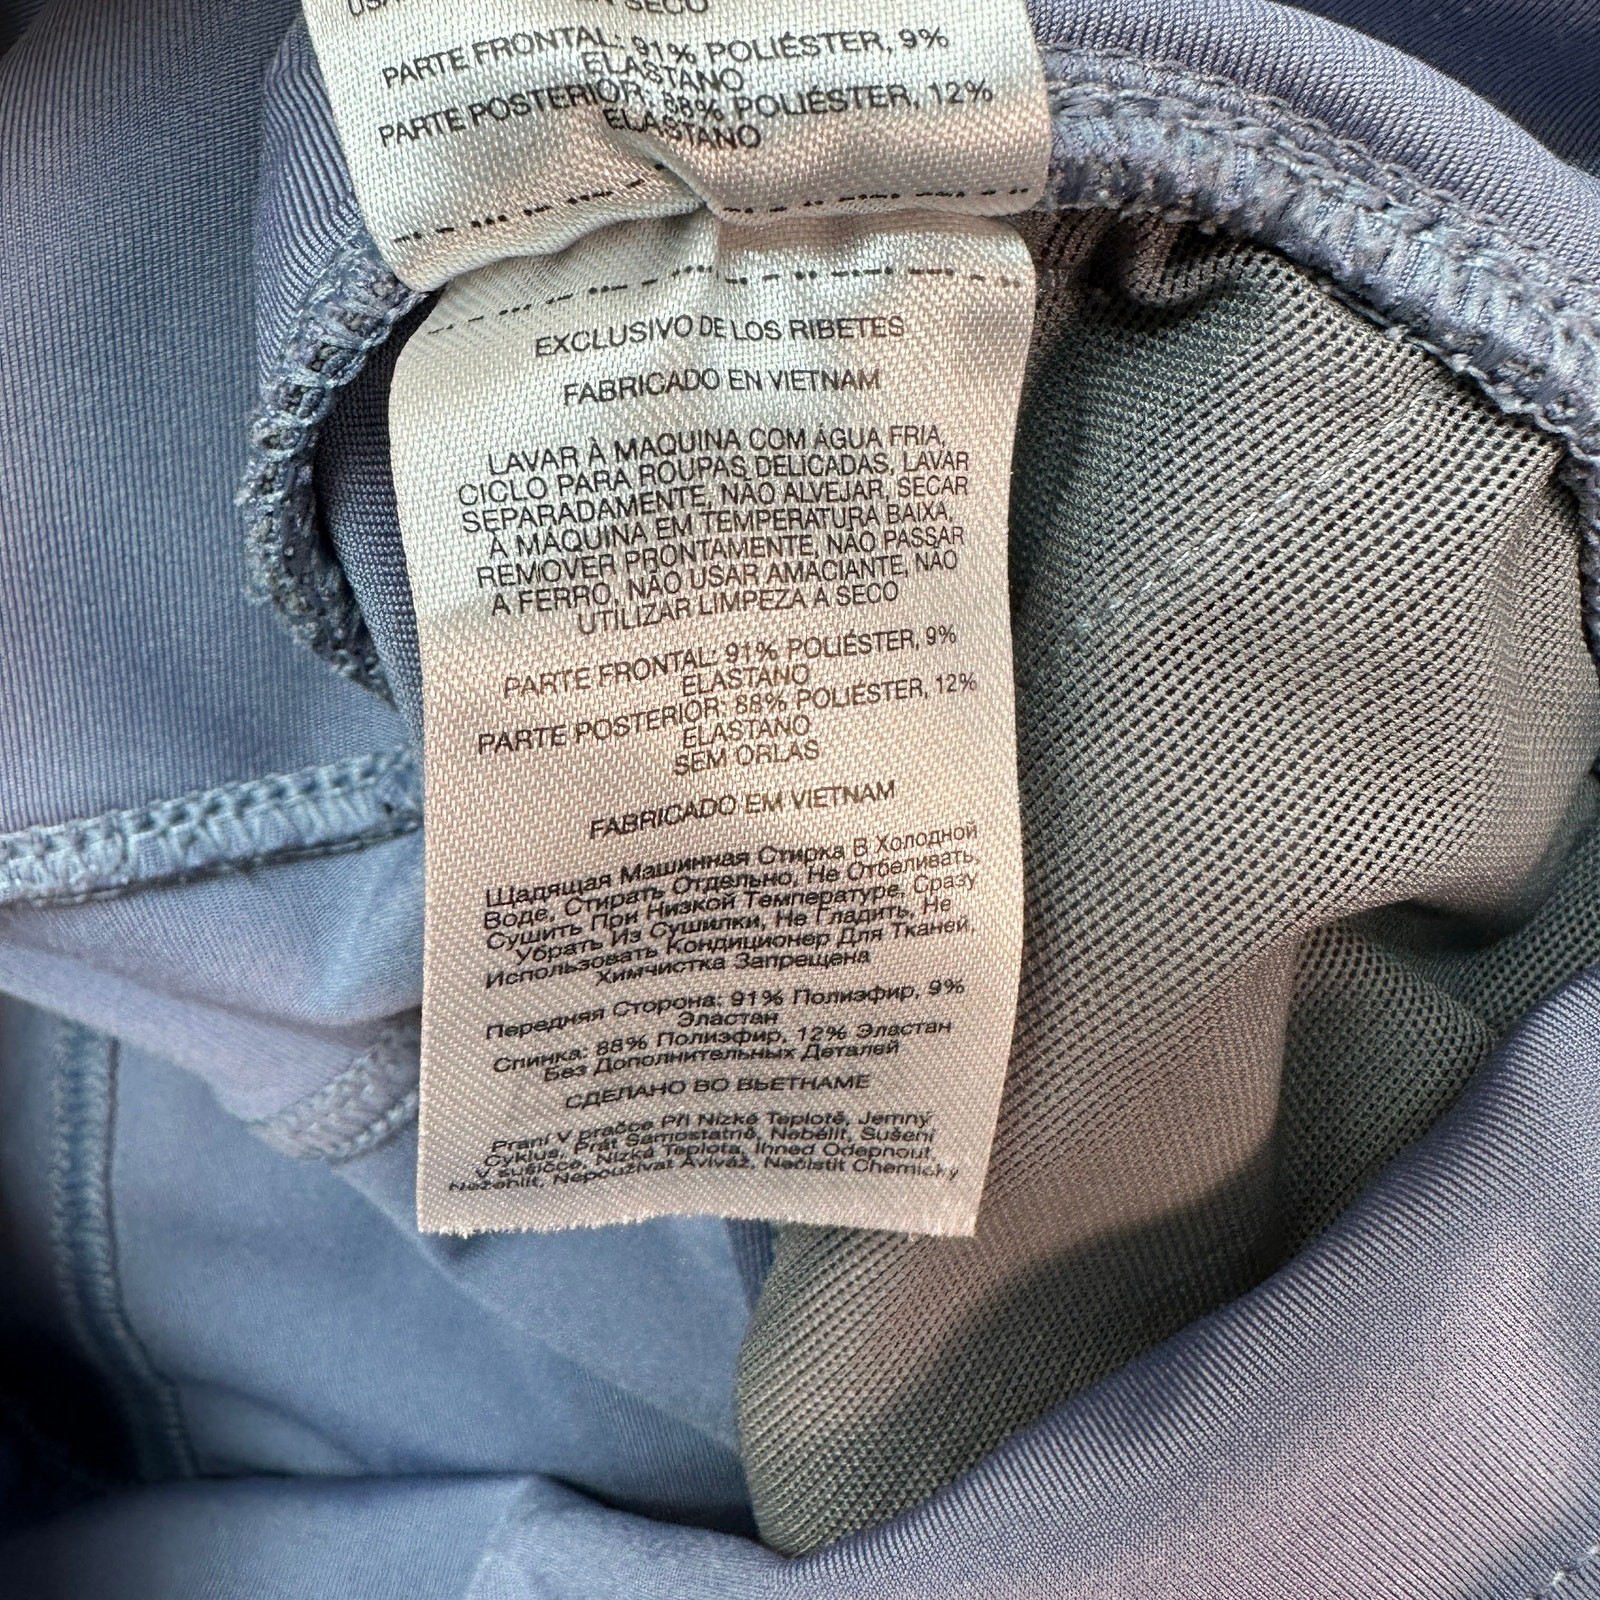 EN SECO
PARTE FRONTAL: 91% POLIÉSTER, 9%
ELASTANO
PARTE POSTERIOR: 88% POLIÉSTER, 12%
ELASTANO
EXCLUSIVO DE LOS RIBETES
FABRICADO EN VIETNAM
LAVAR À MAQUINA COM ÁGUA FRIA,
CICLO PARA ROUPAS DELICADAS, LAVAR
SEPARADAMENTE, NÃO ALVEJAR, SECAR
À MÁQUINA EM TEMPERATURA BAIXA,
REMOVER PRONTAMENTE, NÃO PASSAR
A FERRO, NÃO USAR AMACIANTE, NÃO
UTILIZAR LIMPEZA A SECO
PARTE FRONTAL: 91% POLIÉSTER, 9%
ELASTANO
PARTE POSTERIOR: 88% POLIÉSTER, 12%
ELASTANO
SEM ORLAS
FABRICADO EM VIETNAM
Щадящая Машинная Стирка В Холодной
Воде, Стирать Отдельно, Не Отбеливать,
Сушить При Низкой Температуре, Сразу
Убрать Из Сушилки, Не Гладить, Не
Использовать Кондиционер Для Тканей,
Химчистка Запрещена
Передняя Сторона: 91% Полиэфир, 9%
Эластан
Спинка: 88% Полиэфир, 12% Эластан
Без Дополнительных Деталей
СДЕЛАНО ВО ВЬЕТНАМЕ
Praní V pračce Při Nízké Teplotě, Jemný
Cyklus, Prát Samostatně, Nebělit, Sušení
V sušičce, Nízká Teplota, Ihned Odepnout,
Nežehlit, Nepoužívat Aviváž, Nečistit Chemicky